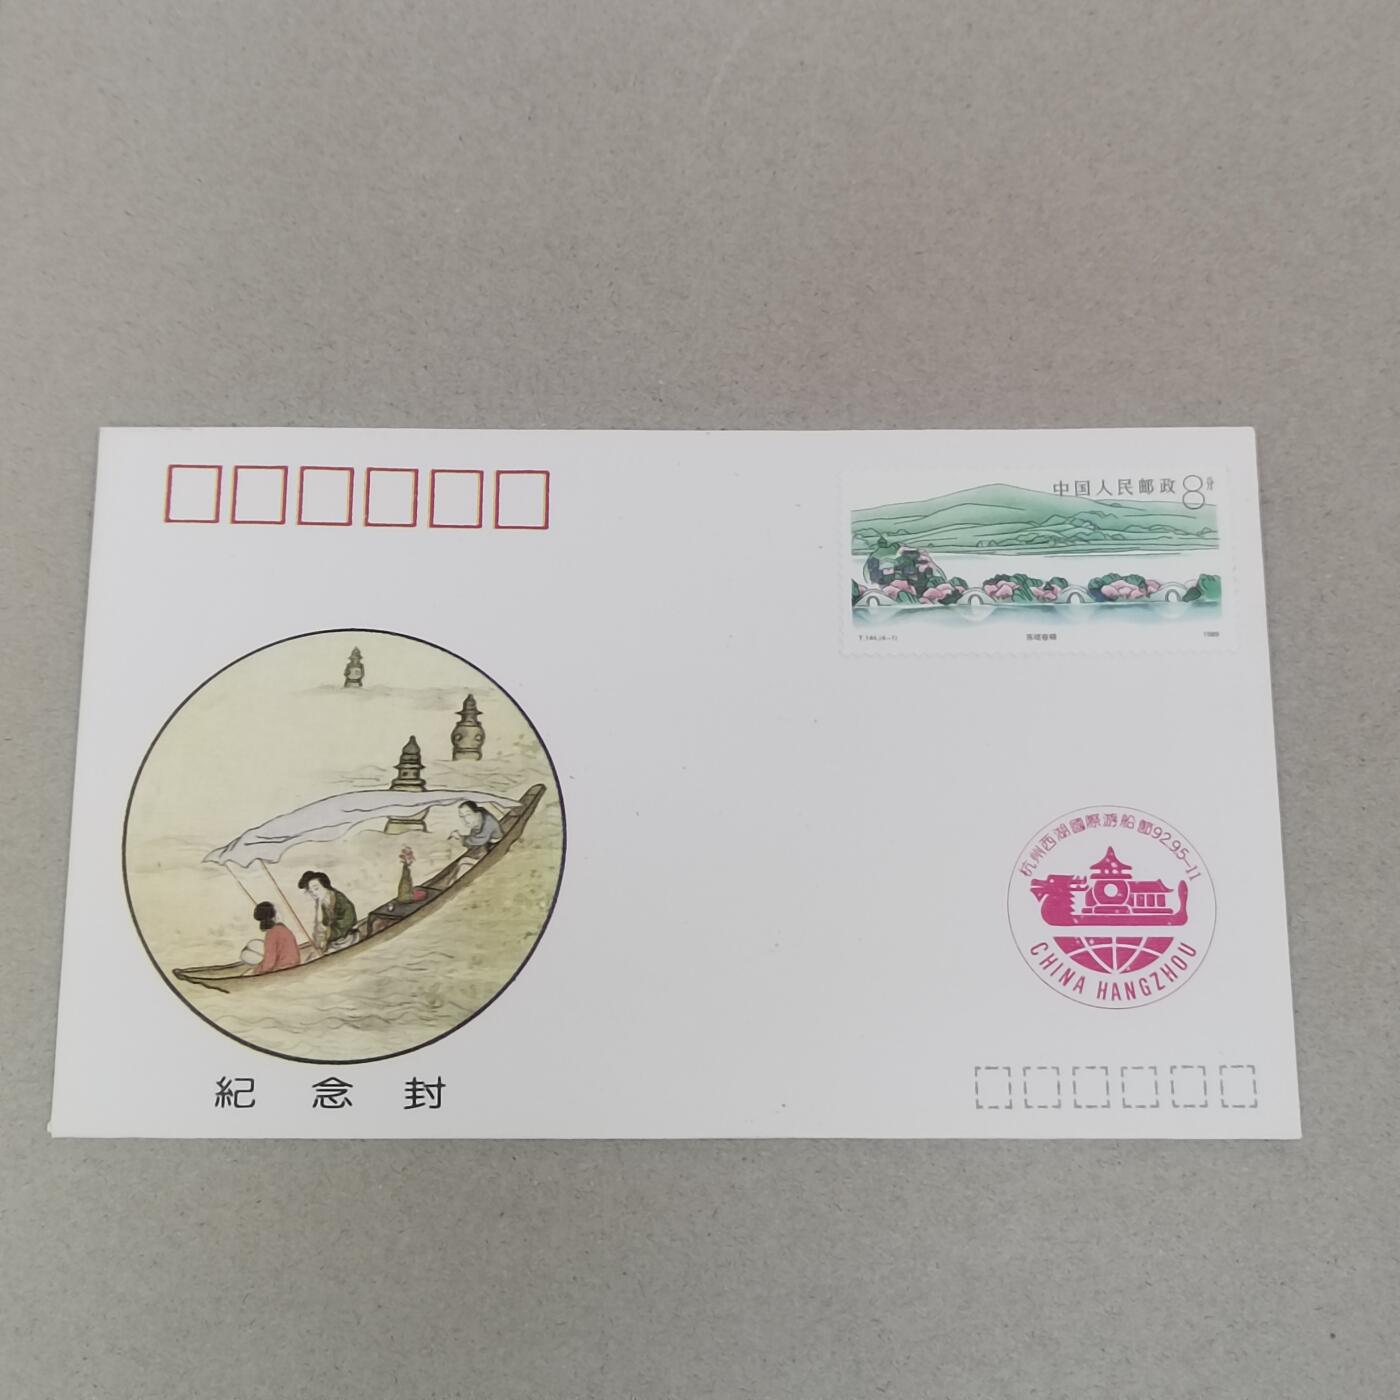 中国人民邮政 8分
T.144.(4-1) 苏堤春晓 1989
杭州西湖國際游船節92.9.5-11
CHINA HANGZHOU
紀念封